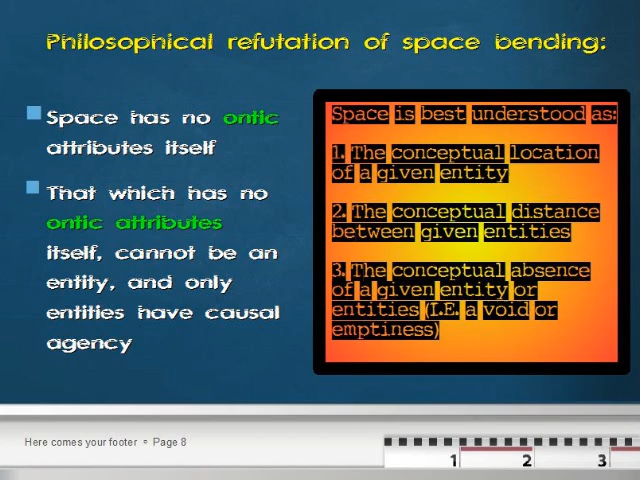 Philosophical refutation of space bending:
Space has no ontic
attributes itself
That which has no
ontic attributes
itself, cannot be an
entity, and only
entities have causal
agency
Space is best understood as:
1. The conceptual location
of a given entity
2. The conceptual distance
between given entities
3. The conceptual absence
of a given entity or
entities (I.E. a void or
emptiness)
Here comes your footer ▫ Page 8
1 2 3